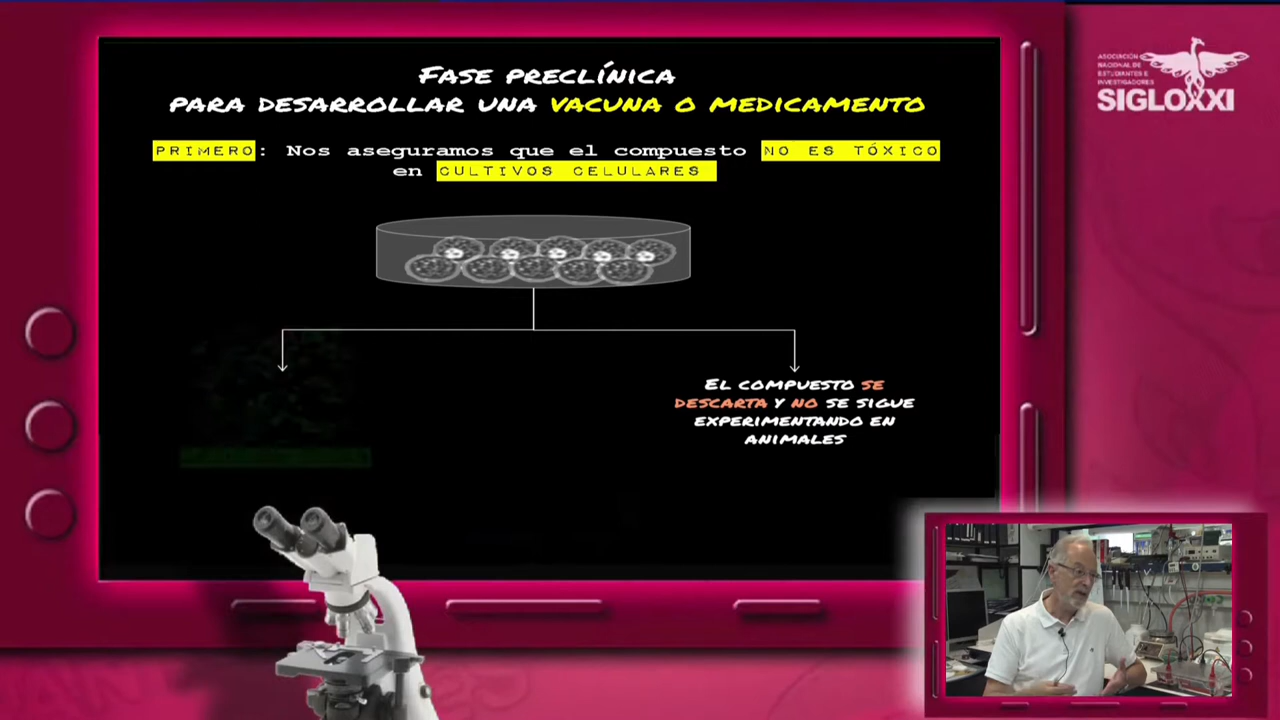 FASE PRECLÍNICA
PARA DESARROLLAR UNA VACUNA O MEDICAMENTO
PRIMERO: Nos aseguramos que el compuesto NO ES TÓXICO
en CULTIVOS CELULARES
EL COMPUESTO SE
DESCARTA Y NO SE SIGUE
EXPERIMENTANDO EN
ANIMALES
ASOCIACIÓN
NACIONAL DE
ESTUDIANTES E
INVESTIGADORES
SIGLOXXI